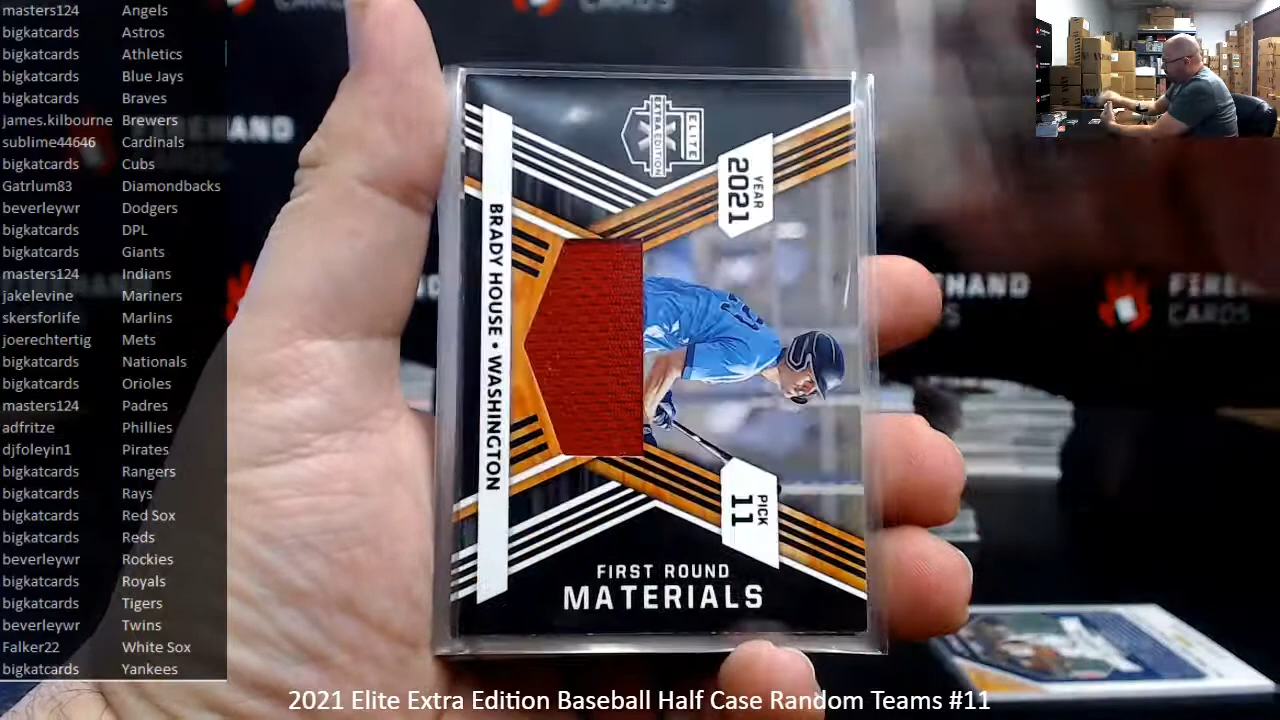 masters124 Angels
bigkatcards Astros
bigkatcards Athletics
bigkatcards Blue Jays
bigkatcards Braves
james.kilbourne Brewers
sublime44646 Cardinals
bigkatcards Cubs
Gatrlum83 Diamondbacks
beverleywr Dodgers
bigkatcards DPL
bigkatcards Giants
masters124 Indians
jakelevine Mariners
skersforlife Marlins
joerechtertig Mets
bigkatcards Nationals
bigkatcards Orioles
masters124 Padres
adfritze Phillies
djfoleyin1 Pirates
bigkatcards Rangers
bigkatcards Rays
bigkatcards Red Sox
bigkatcards Reds
beverleywr Rockies
bigkatcards Royals
bigkatcards Tigers
beverleywr Twins
Falker22 White Sox
bigkatcards Yankees
ELITE
EXTRA EDITION
YEAR
2021
BRADY HOUSE • WASHINGTON
PICK
11
FIRST ROUND
MATERIALS
CARDS
2021 Elite Extra Edition Baseball Half Case Random Teams #11